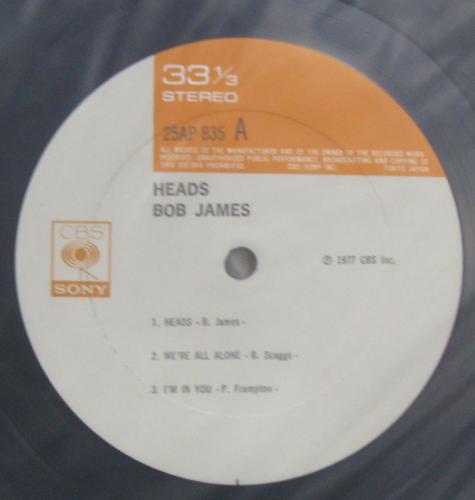 33 1/3
STEREO
25AP 835 A
ALL RIGHTS OF THE MANUFACTURER AND OF THE OWNER OF THE RECORDED WORK
RESERVED. UNAUTHORIZED PUBLIC PERFORMANCE, BROADCASTING AND COPYING OF
THIS RECORD PROHIBITED. CBS/SONY INC. TOKYO JAPAN
HEADS
BOB JAMES
CBS
SONY
℗ 1977 CBS Inc.
1. HEADS - B. James -
2. WE'RE ALL ALONE - B. Scaggs -
3. I'M IN YOU - P. Frampton -